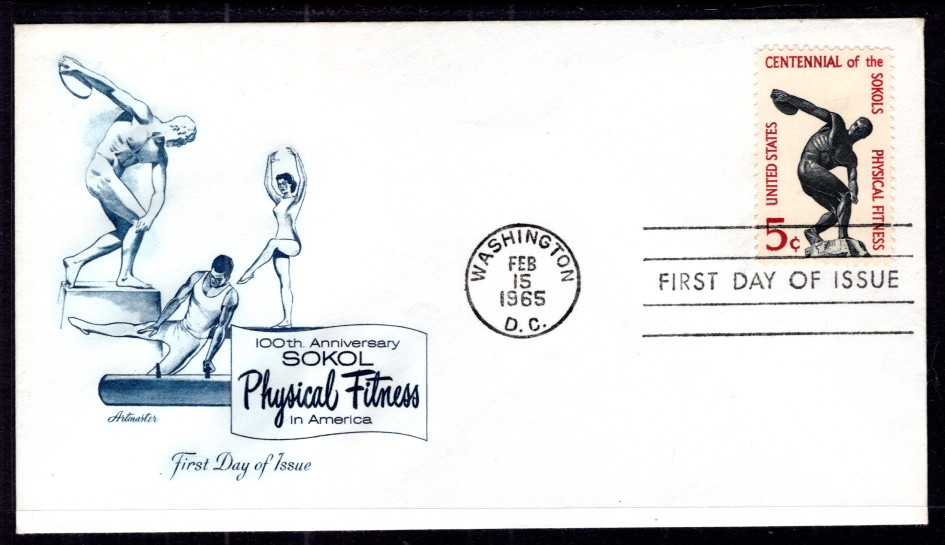 100th. Anniversary
SOKOL
Physical Fitness
in America
Artmaster
First Day of Issue
WASHINGTON
FEB
15
1965
D.C.
CENTENNIAL of the
SOKOLS
PHYSICAL FITNESS
UNITED STATES
5¢
FIRST DAY OF ISSUE